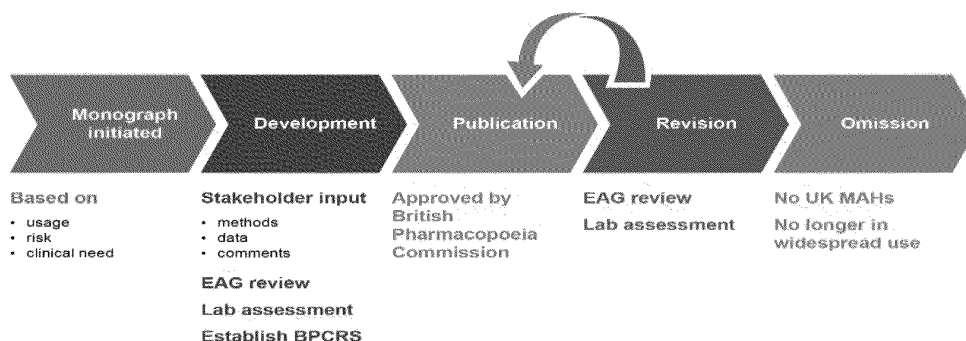 Monograph
initiated
Development
Publication
Revision
Omission
Based on
• usage
• risk
• clinical need
Stakeholder input
• methods
• data
• comments
EAG review
Lab assessment
Establish BPCRS
Approved by
British
Pharmacopoeia
Commission
EAG review
Lab assessment
No UK MAHs
No longer in
widespread use